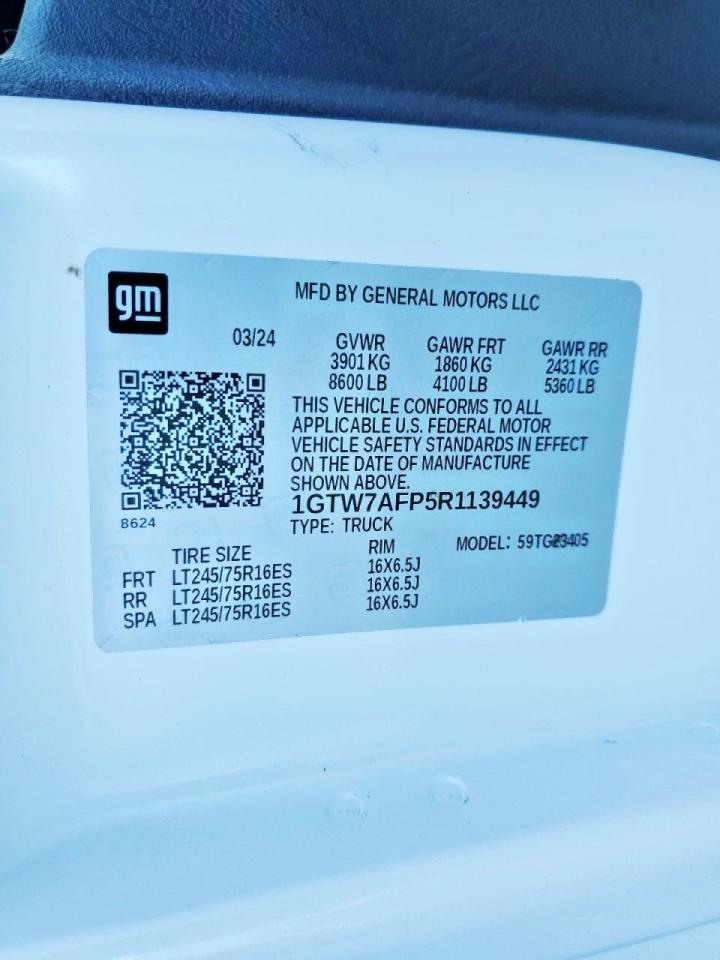 gm
MFD BY GENERAL MOTORS LLC
03/24 GVWR GAWR FRT GAWR RR
3901 KG 1860 KG 2431 KG
8600 LB 4100 LB 5360 LB
THIS VEHICLE CONFORMS TO ALL
APPLICABLE U.S. FEDERAL MOTOR
VEHICLE SAFETY STANDARDS IN EFFECT
ON THE DATE OF MANUFACTURE
SHOWN ABOVE.
1GTW7AFP5R1139449
8624
TYPE: TRUCK MODEL:
TIRE SIZE RIM
FRT LT245/75R16ES 16X6.5J
RR LT245/75R16ES 16X6.5J
SPA LT245/75R16ES 16X6.5J